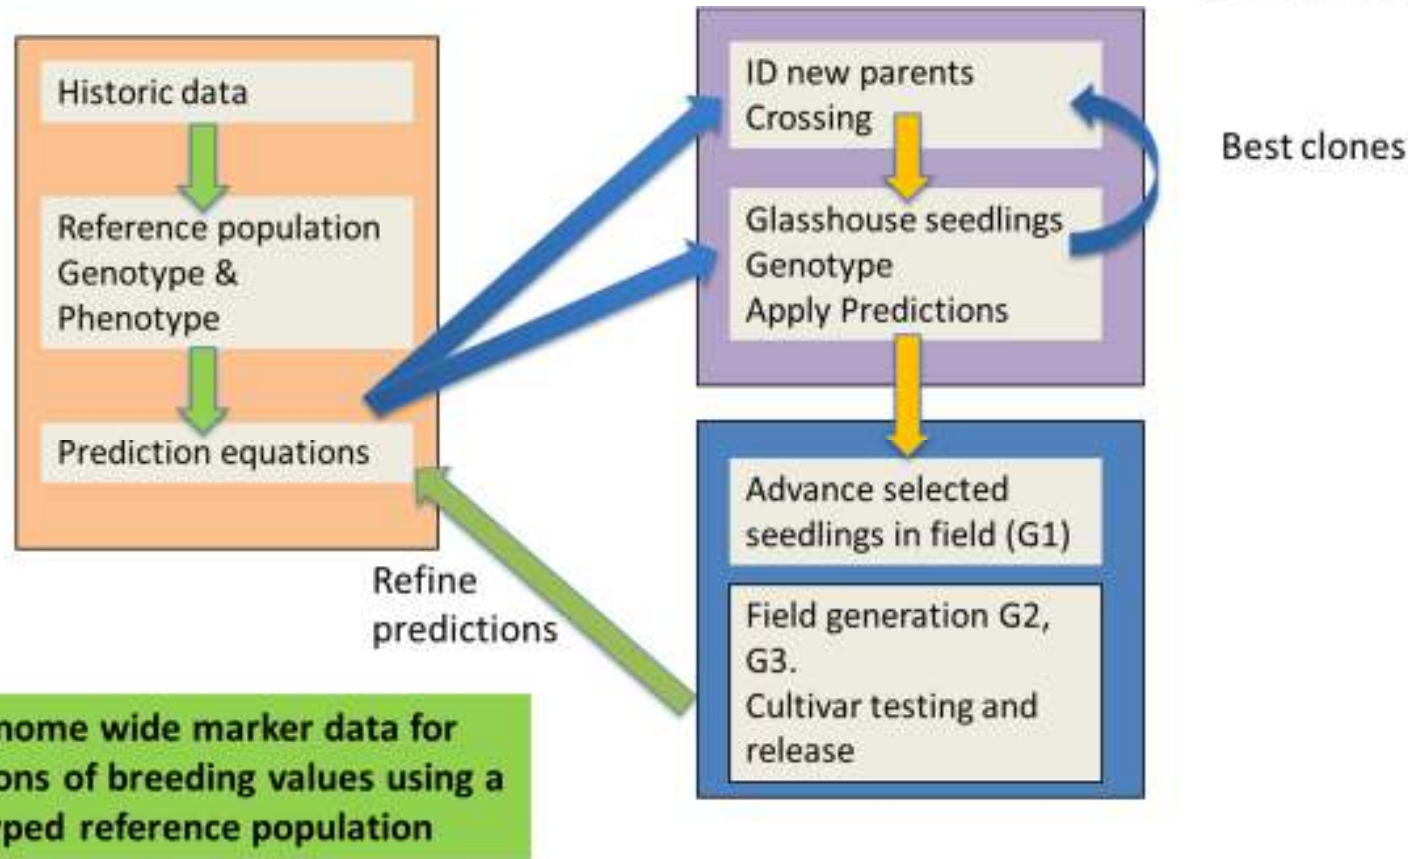 Historic data
Reference population
Genotype &
Phenotype
Prediction equations
ID new parents
Crossing
Glasshouse seedlings
Genotype
Apply Predictions
Best clones
Advance selected
seedlings in field (G1)
Field generation G2,
G3.
Cultivar testing and
release
Refine
predictions
nome wide marker data for
ons of breeding values using a
ped reference population